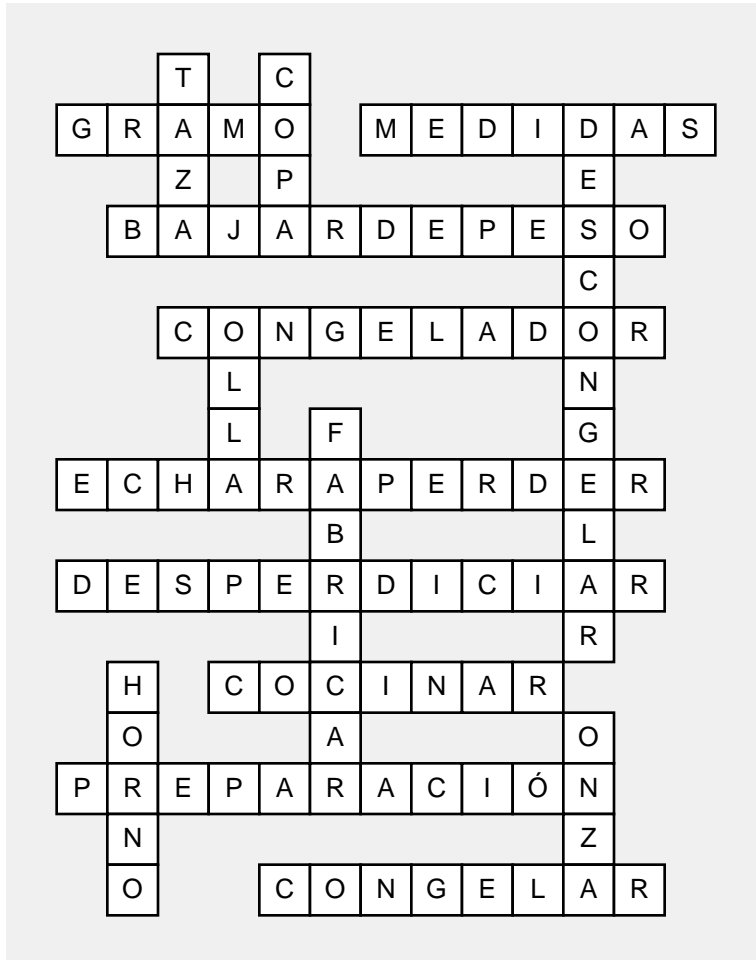 T C
GRAMO MEDIDAS
Z P E
BAJARDEPESO
C
CONGELADOR
L N
L F G
ECHARAPERDER
B L
DESPERDICIAR
I R
H COCINAR
O A O
PREPARACIÓN
N Z
O CONGELAR